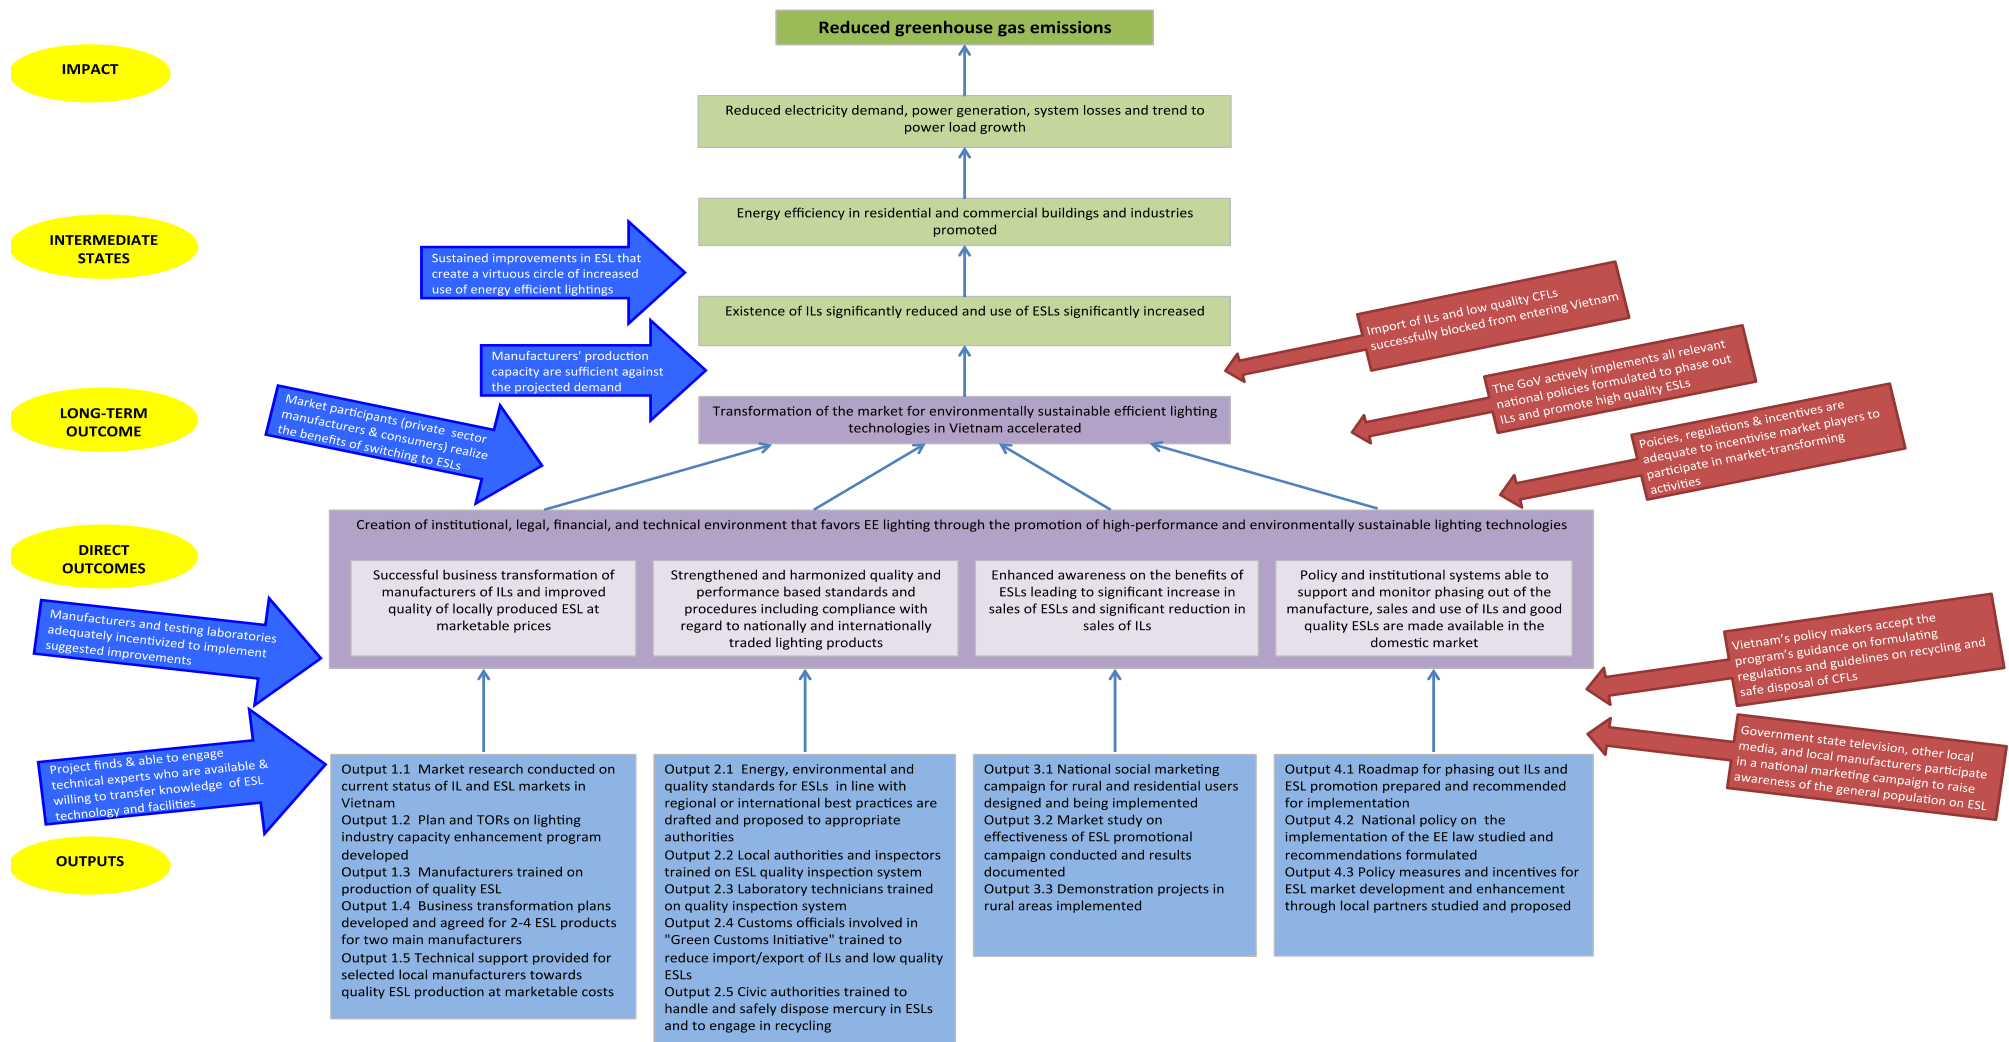 Reduced greenhouse gas emissions
IMPACT
Reduced electricity demand, power generation, system losses and trend to
power load growth
INTERMEDIATE
STATES
Energy efficiency in residential and commercial buildings and industries
promoted
Sustained improvements in ESL that
create a virtuous circle of increased
use of energy efficient lightings
Existence of ILs significantly reduced and use of ESLs significantly increased
Import of ILs and low quality CFLs
successfully blocked from entering Vietnam
Manufacturers' production
capacity are sufficient against
the projected demand
The GoV actively implements all relevant
national policies formulated to phase out
ILs and promote high quality ESLs
LONG-TERM
OUTCOME
Market participants (private sector
manufacturers & consumers) realize
the benefits of switching to ESLs
Transformation of the market for environmentally sustainable efficient lighting
technologies in Vietnam accelerated
Poicies, regulations & incentives are
adequate to incentivise market players to
participate in market-transforming
activities
DIRECT
OUTCOMES
Creation of institutional, legal, financial, and technical environment that favors EE lighting through the promotion of high-performance and environmentally sustainable lighting technologies
Successful business transformation of
manufacturers of ILs and improved
quality of locally produced ESL at
marketable prices
Strengthened and harmonized quality and
performance based standards and
procedures including compliance with
regard to nationally and internationally
traded lighting products
Enhanced awareness on the benefits of
ESLs leading to significant increase in
sales of ESLs and significant reduction in
sales of ILs
Policy and institutional systems able to
support and monitor phasing out of the
manufacture, sales and use of ILs and good
quality ESLs are made available in the
domestic market
Manufacturers and testing laboratories
adequately incentivized to implement
suggested improvements
Vietnam's policy makers accept the
program's guidance on formulating
regulations and guidelines on recycling and
safe disposal of CFLs
Project finds & able to engage
technical experts who are available &
willing to transfer knowledge of ESL
technology and facilities
Government state television, other local
media, and local manufacturers participate
in a national marketing campaign to raise
awareness of the general population on ESL
OUTPUTS
Output 1.1 Market research conducted on
current status of IL and ESL markets in
Vietnam
Output 1.2 Plan and TORs on lighting
industry capacity enhancement program
developed
Output 1.3 Manufacturers trained on
production of quality ESL
Output 1.4 Business transformation plans
developed and agreed for 2-4 ESL products
for two main manufacturers
Output 1.5 Technical support provided for
selected local manufacturers towards
quality ESL production at marketable costs
Output 2.1 Energy, environmental and
quality standards for ESLs in line with
regional or international best practices are
drafted and proposed to appropriate
authorities
Output 2.2 Local authorities and inspectors
trained on ESL quality inspection system
Output 2.3 Laboratory technicians trained
on quality inspection system
Output 2.4 Customs officials involved in
"Green Customs Initiative" trained to
reduce import/export of ILs and low quality
ESLs
Output 2.5 Civic authorities trained to
handle and safely dispose mercury in ESLs
and to engage in recycling
Output 3.1 National social marketing
campaign for rural and residential users
designed and being implemented
Output 3.2 Market study on
effectiveness of ESL promotional
campaign conducted and results
documented
Output 3.3 Demonstration projects in
rural areas implemented
Output 4.1 Roadmap for phasing out ILs and
ESL promotion prepared and recommended
for implementation
Output 4.2 National policy on the
implementation of the EE law studied and
recommendations formulated
Output 4.3 Policy measures and incentives for
ESL market development and enhancement
through local partners studied and proposed